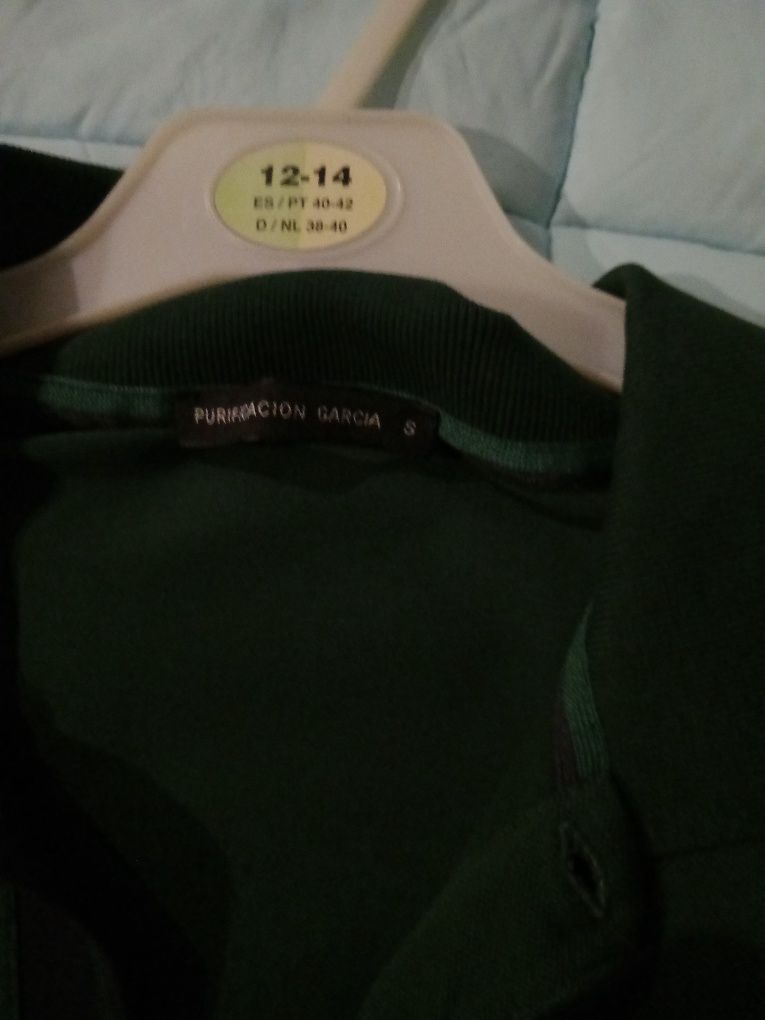 12-14
ES / PT 40-42
D / NL 38-40
PURIFICACION GARCIA S